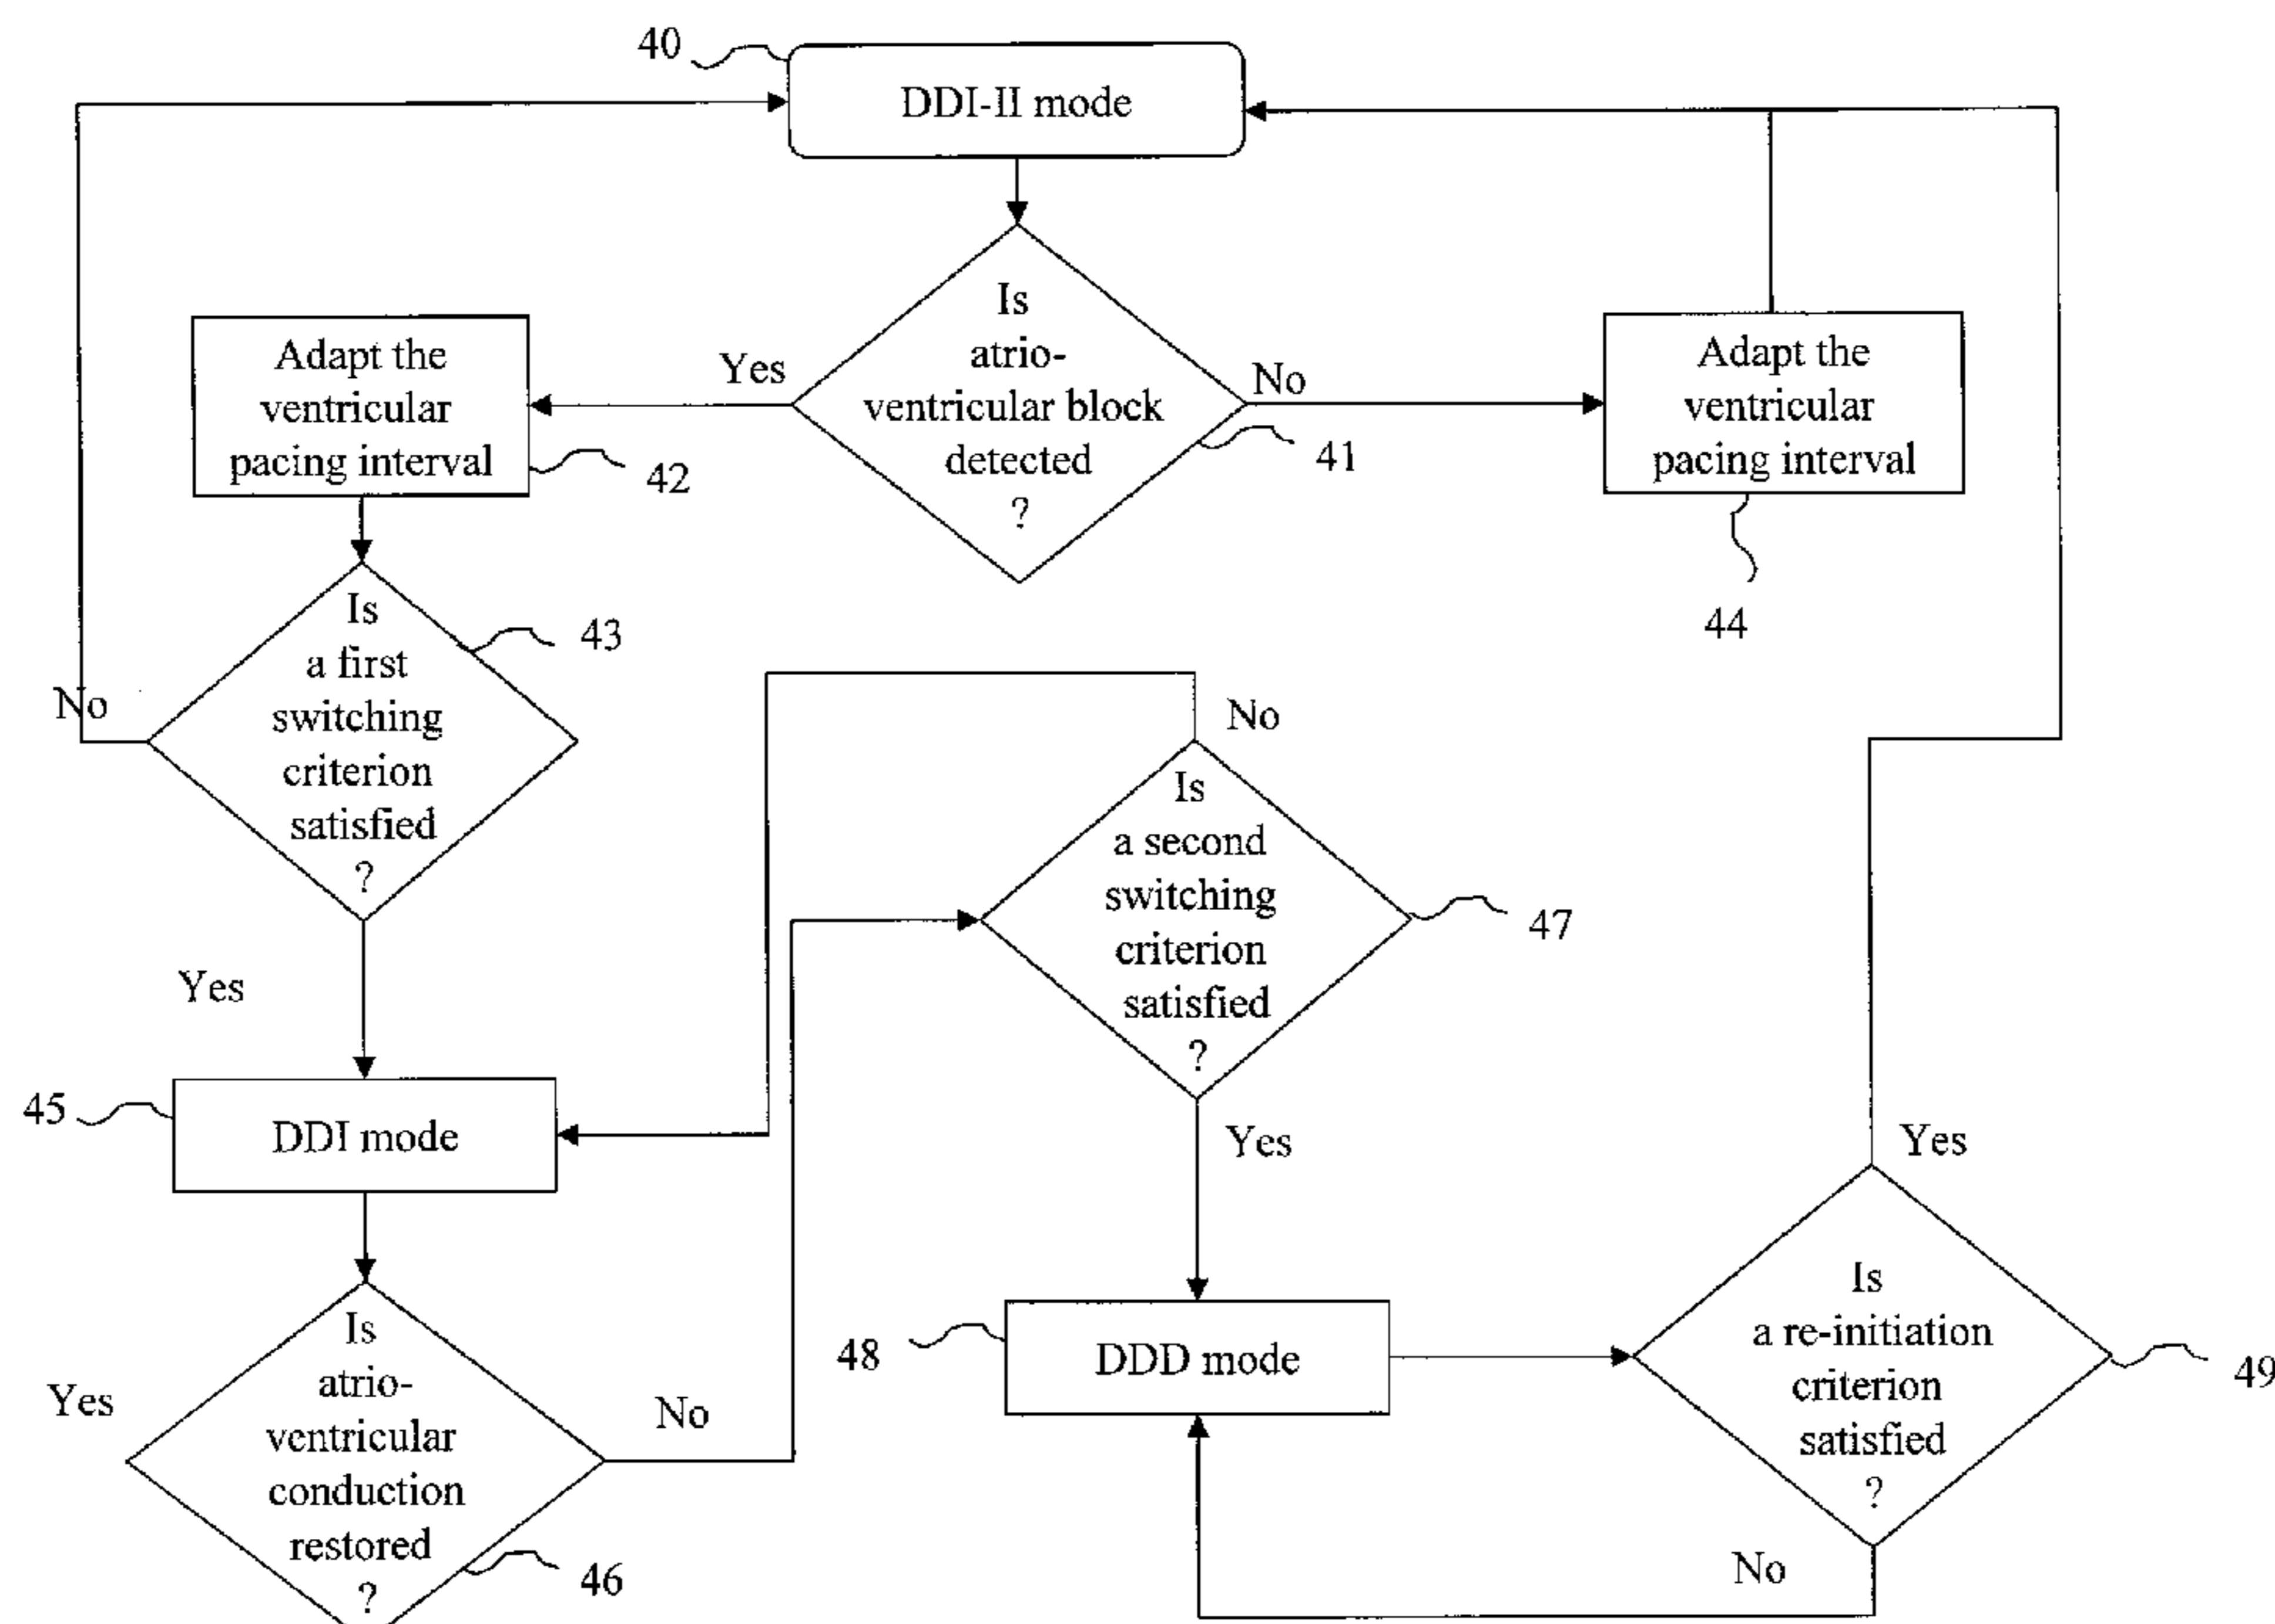 40
DDI-II mode
Is
atrio-
ventricular block
detected
?
41
Yes
No
Adapt the
ventricular
pacing interval
42
Adapt the
ventricular
pacing interval
44
Is
a first
switching
criterion
satisfied
?
43
No
Yes
45
DDI mode
Is
atrio-
ventricular
conduction
restored
?
46
Yes
No
Is
a second
switching
criterion
satisfied
?
47
No
Yes
48
DDD mode
Is
a re-initiation
criterion
satisfied
?
49
Yes
No